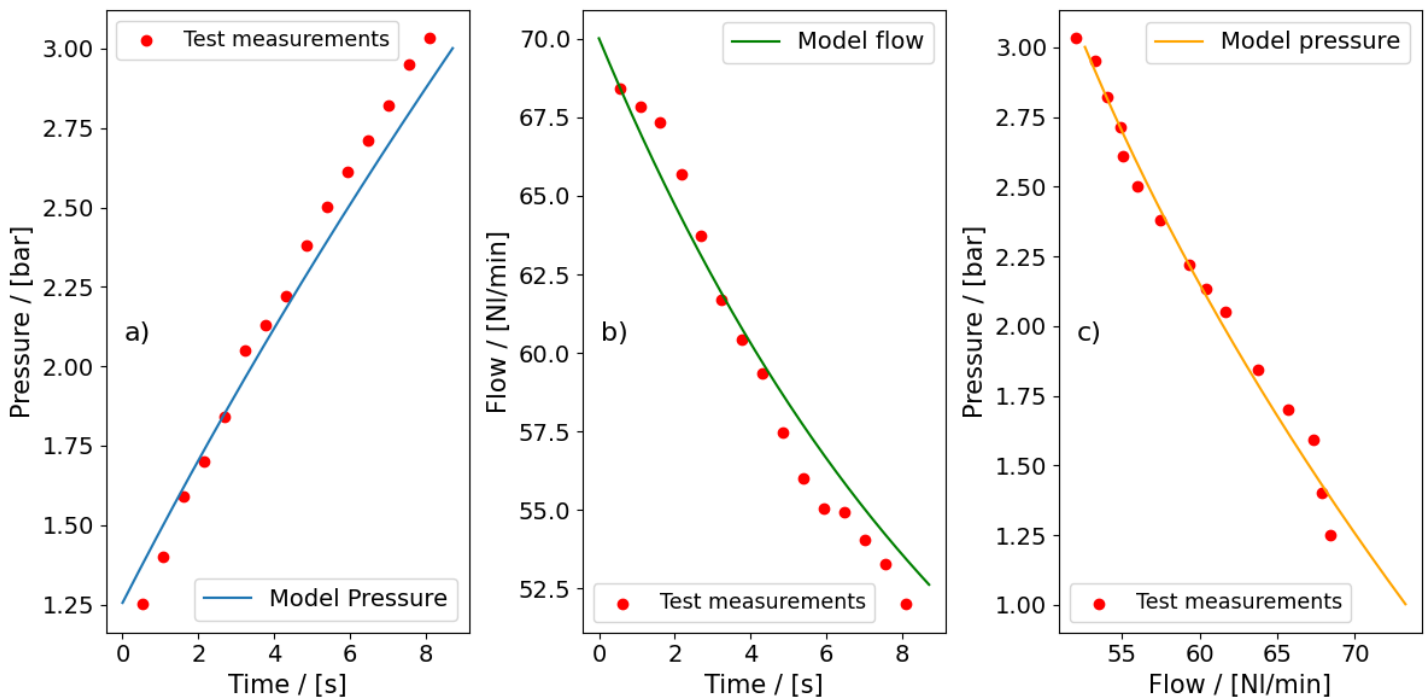 Test measurements
3.00
2.75
2.50
2.25
2.00
1.75
1.50
1.25
Pressure / [bar]
a)
Model Pressure
0 2 4 6 8
Time / [s]
Model flow
70.0
67.5
65.0
62.5
60.0
57.5
55.0
52.5
Flow / [Nl/min]
b)
Test measurements
0 2 4 6 8
Time / [s]
Model pressure
3.00
2.75
2.50
2.25
2.00
1.75
1.50
1.25
1.00
Pressure / [bar]
c)
Test measurements
55 60 65 70
Flow / [Nl/min]